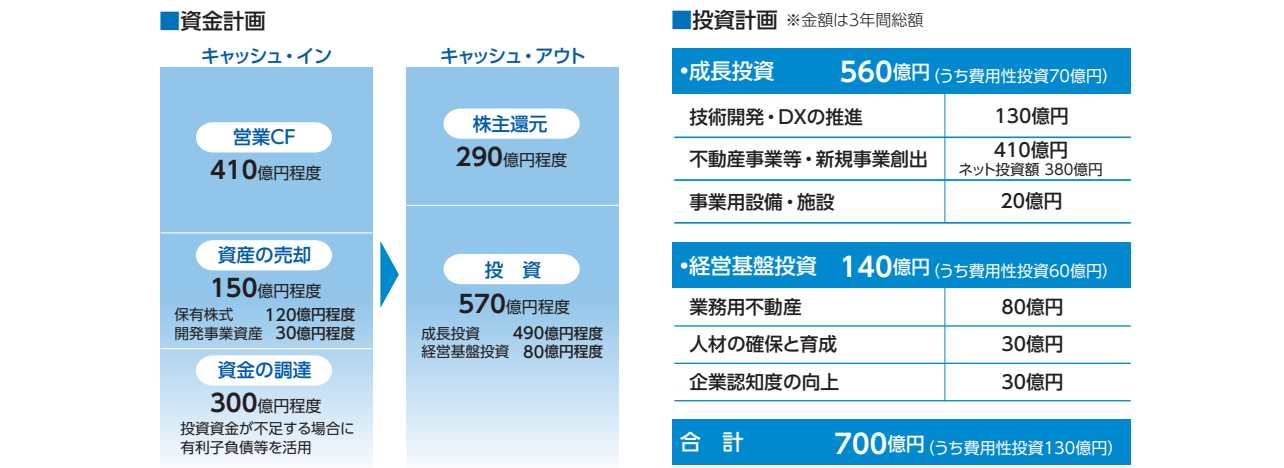 ■資金計画
キャッシュ・イン
営業CF
410億円程度
資産の売却
150億円程度
保有株式 120億円程度
開発事業資産 30億円程度
資金の調達
300億円程度
投資資金が不足する場合に
有利子負債等を活用
キャッシュ・アウト
株主還元
290億円程度
投 資
570億円程度
成長投資 490億円程度
経営基盤投資 80億円程度
■投資計画 ※金額は3年間総額
•成長投資 560億円(うち費用性投資70億円)
技術開発・DXの推進 130億円
不動産事業等・新規事業創出 410億円
ネット投資額 380億円
事業用設備・施設 20億円
•経営基盤投資 140億円(うち費用性投資60億円)
業務用不動産 80億円
人材の確保と育成 30億円
企業認知度の向上 30億円
合 計 700億円(うち費用性投資130億円)